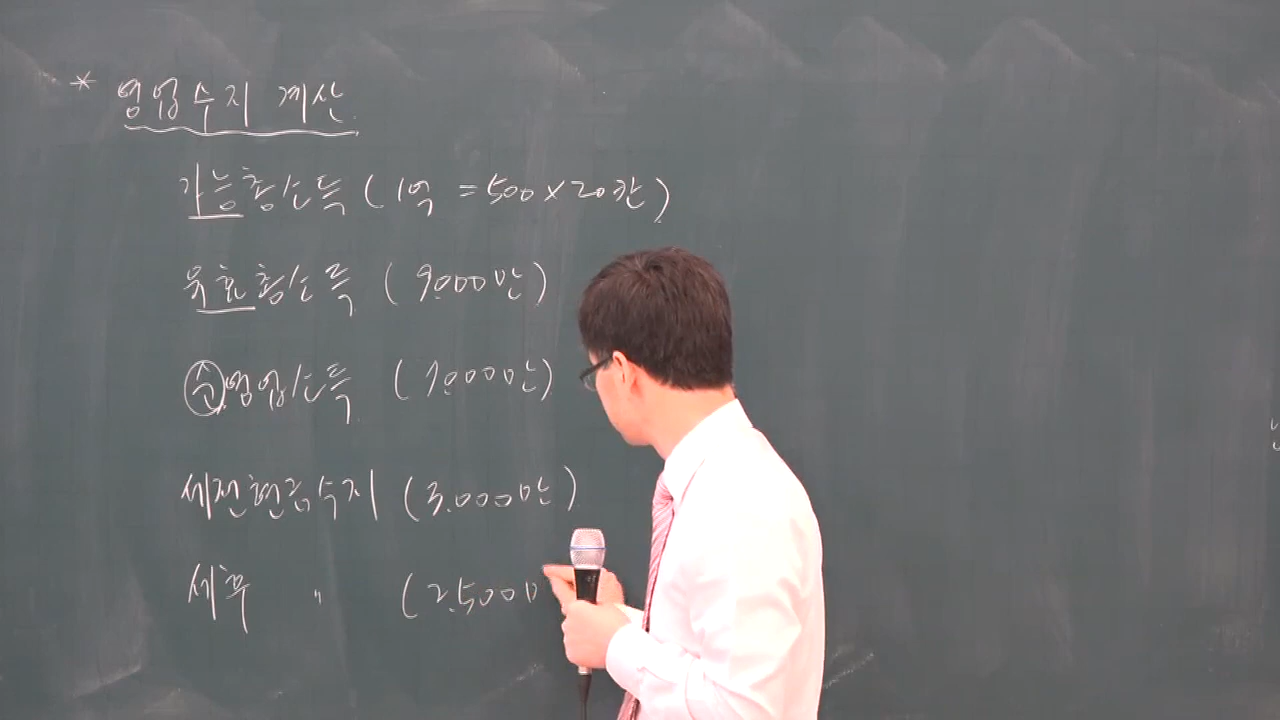 * 영업수지 계산.
가능총소득 (1억 = 500 × 20칸)
유효총소득 (9.000만)
순영업소득 (7.000만)
세전현금수지 (3.000만)
세후 〃 (2.500